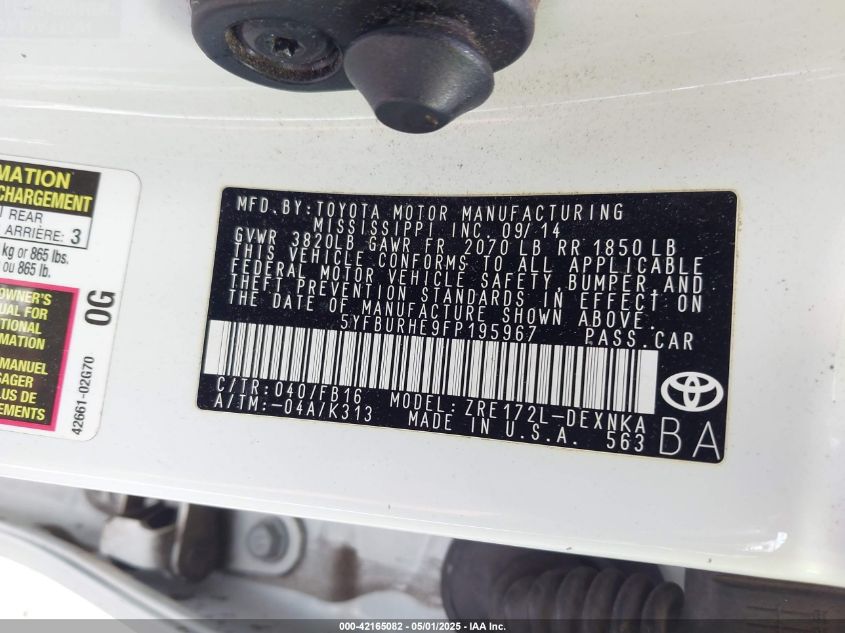 MATION
CHARGEMENT
REAR
ARRIÈRE: 3
kg or 865 lbs.
ou 865 lb.
OWNER'S
UAL FOR
TIONAL
MATION
MANUEL
SAGER
PLUS DE
42661-02G70
0G
MFD. BY: TOYOTA MOTOR MANUFACTURING
MISSISSIPPI INC. 09/14
GVWR 3820LB GAWR FR 2070 LB RR 1850 LB
THIS VEHICLE CONFORMS TO ALL APPLICABLE
FEDERAL MOTOR VEHICLE SAFETY, BUMPER, AND
THEFT PREVENTION STANDARDS IN EFFECT ON
THE DATE OF MANUFACTURE SHOWN ABOVE.
5YFBURHE9FP195967 PASS. CAR
C/TR: 040/FB16 MODEL: ZRE172L-DEXNKA
A/TM: -04A/K313 MADE IN U.S.A. 563
BA
000-42165082 - 05/01/2025 - IAA Inc.